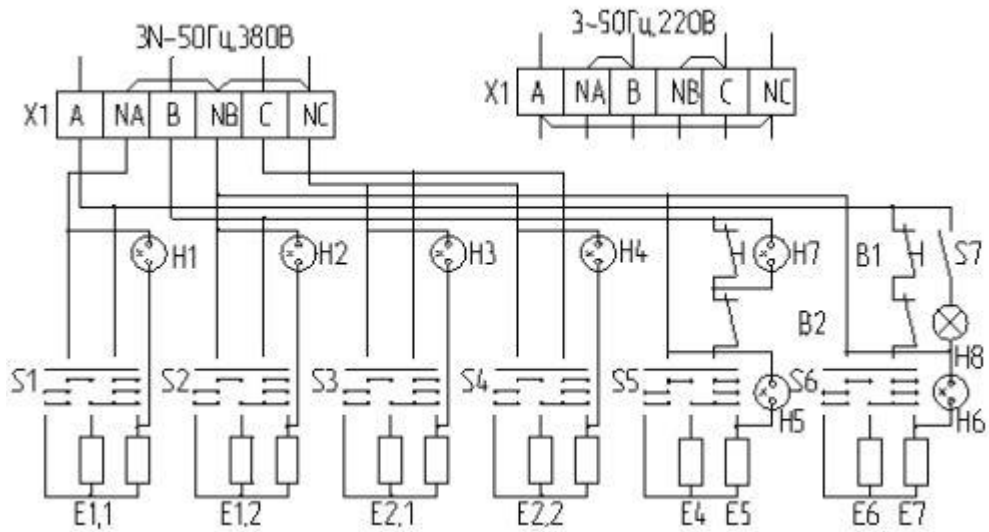 3N~50Гц,380В
3~50Гц,220В
X1 A NA B NB C NC
X1 A NA B NB C NC
H1 H2 H3 H4 H7 B1 S7
B2
H8
S1 S2 S3 S4 S5 S6
H5 H6
E1,1 E1,2 E2,1 E2,2 E4 E5 E6 E7